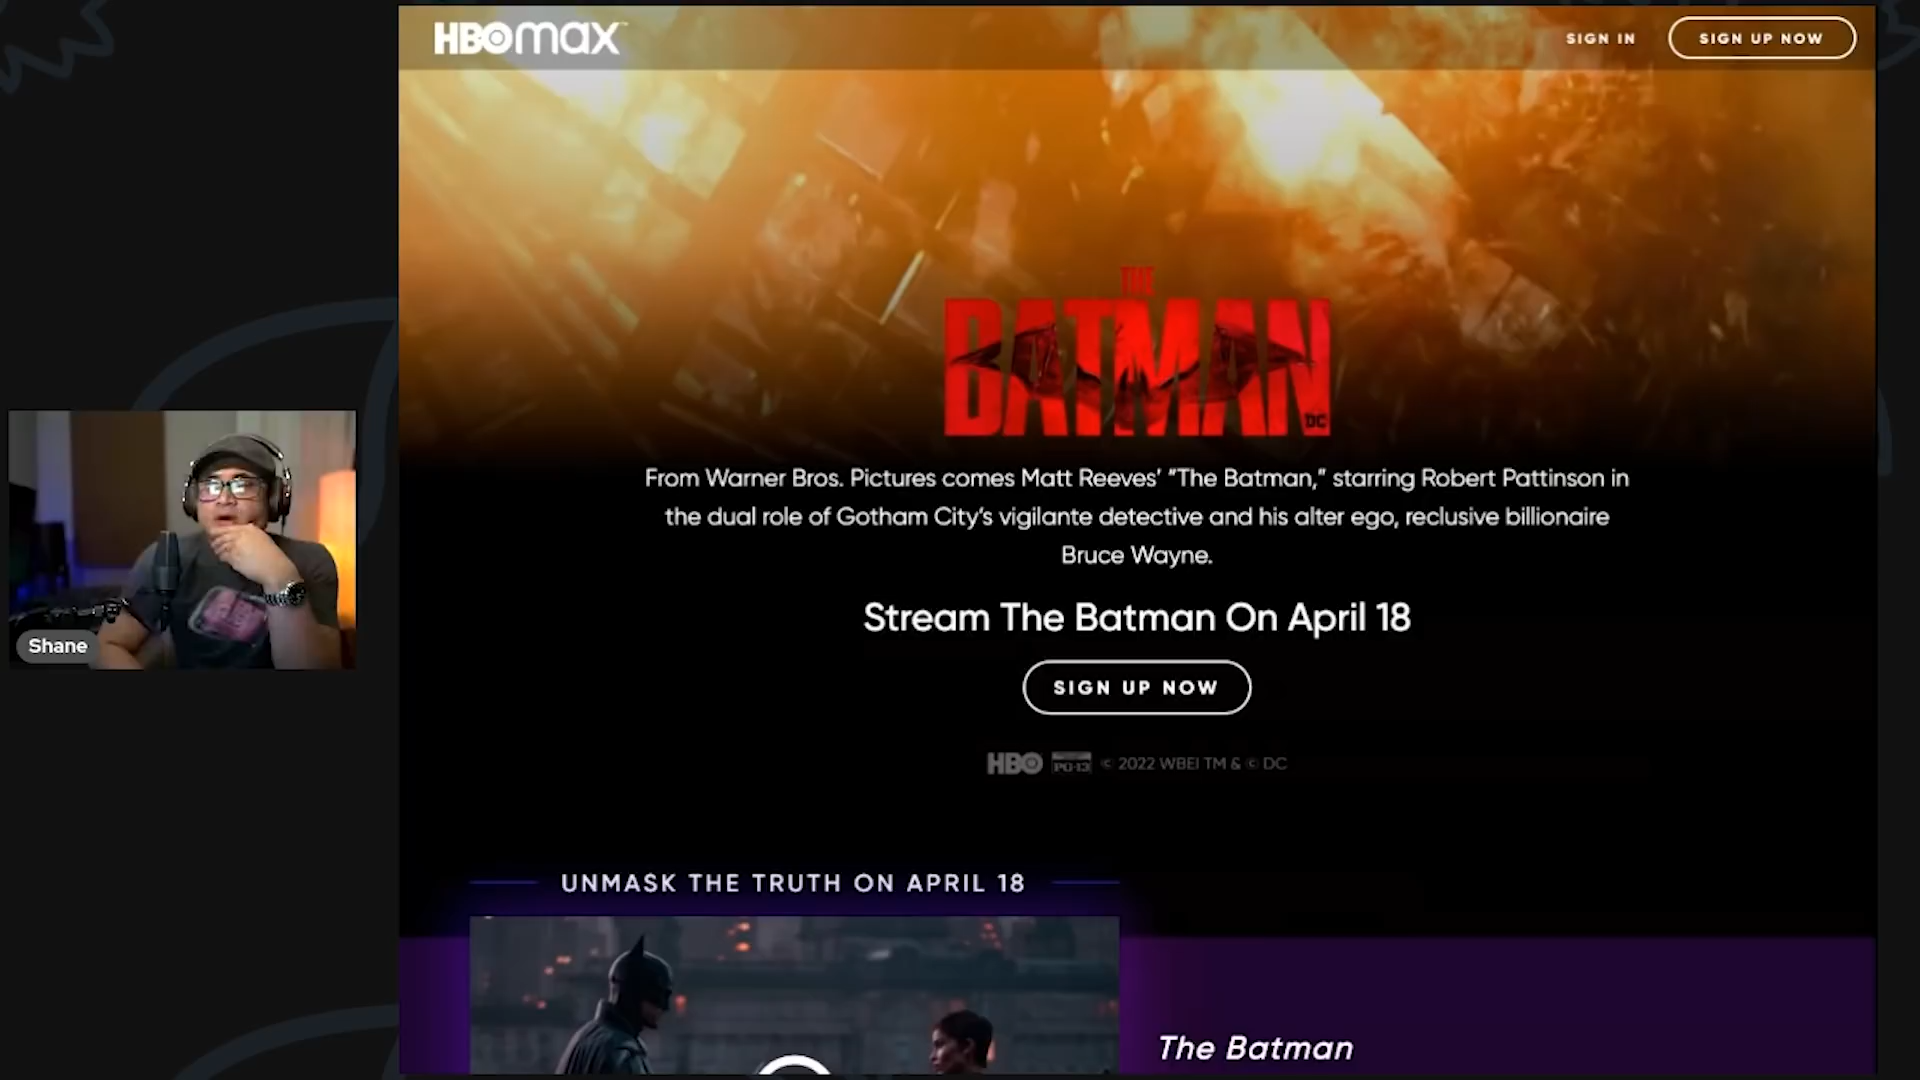 HBOmax
SIGN IN
SIGN UP NOW
THE
BATMAN
DC
From Warner Bros. Pictures comes Matt Reeves’ “The Batman,” starring Robert Pattinson in
the dual role of Gotham City’s vigilante detective and his alter ego, reclusive billionaire
Bruce Wayne.
Stream The Batman On April 18
SIGN UP NOW
HBO PG-13 © 2022 WBEI TM & © DC
Shane
UNMASK THE TRUTH ON APRIL 18
The Batman